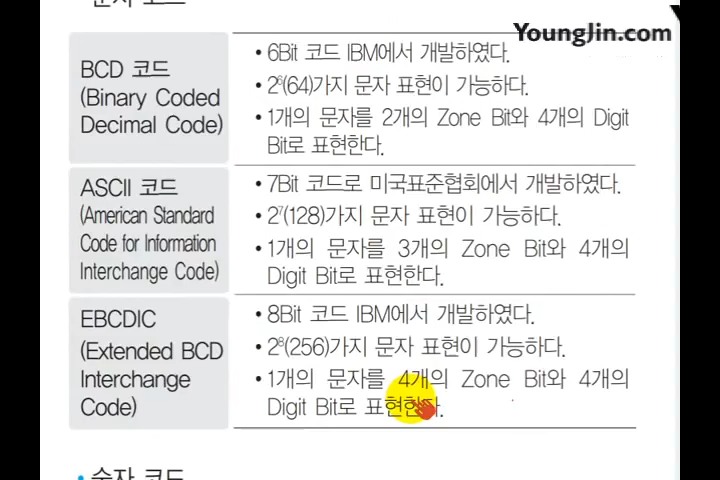 문자 코드
YoungJin.com
BCD 코드
(Binary Coded
Decimal Code)
• 6Bit 코드 IBM에서 개발하였다.
• 2⁶(64)가지 문자 표현이 가능하다.
• 1개의 문자를 2개의 Zone Bit와 4개의 Digit
Bit로 표현한다.
ASCII 코드
(American Standard
Code for Information
Interchange Code)
• 7Bit 코드로 미국표준협회에서 개발하였다.
• 2⁷(128)가지 문자 표현이 가능하다.
• 1개의 문자를 3개의 Zone Bit와 4개의
Digit Bit로 표현한다.
EBCDIC
(Extended BCD
Interchange
Code)
• 8Bit 코드 IBM에서 개발하였다.
• 2⁸(256)가지 문자 표현이 가능하다.
• 1개의 문자를 4개의 Zone Bit와 4개의
Digit Bit로 표현한다.
• 숫자 코드